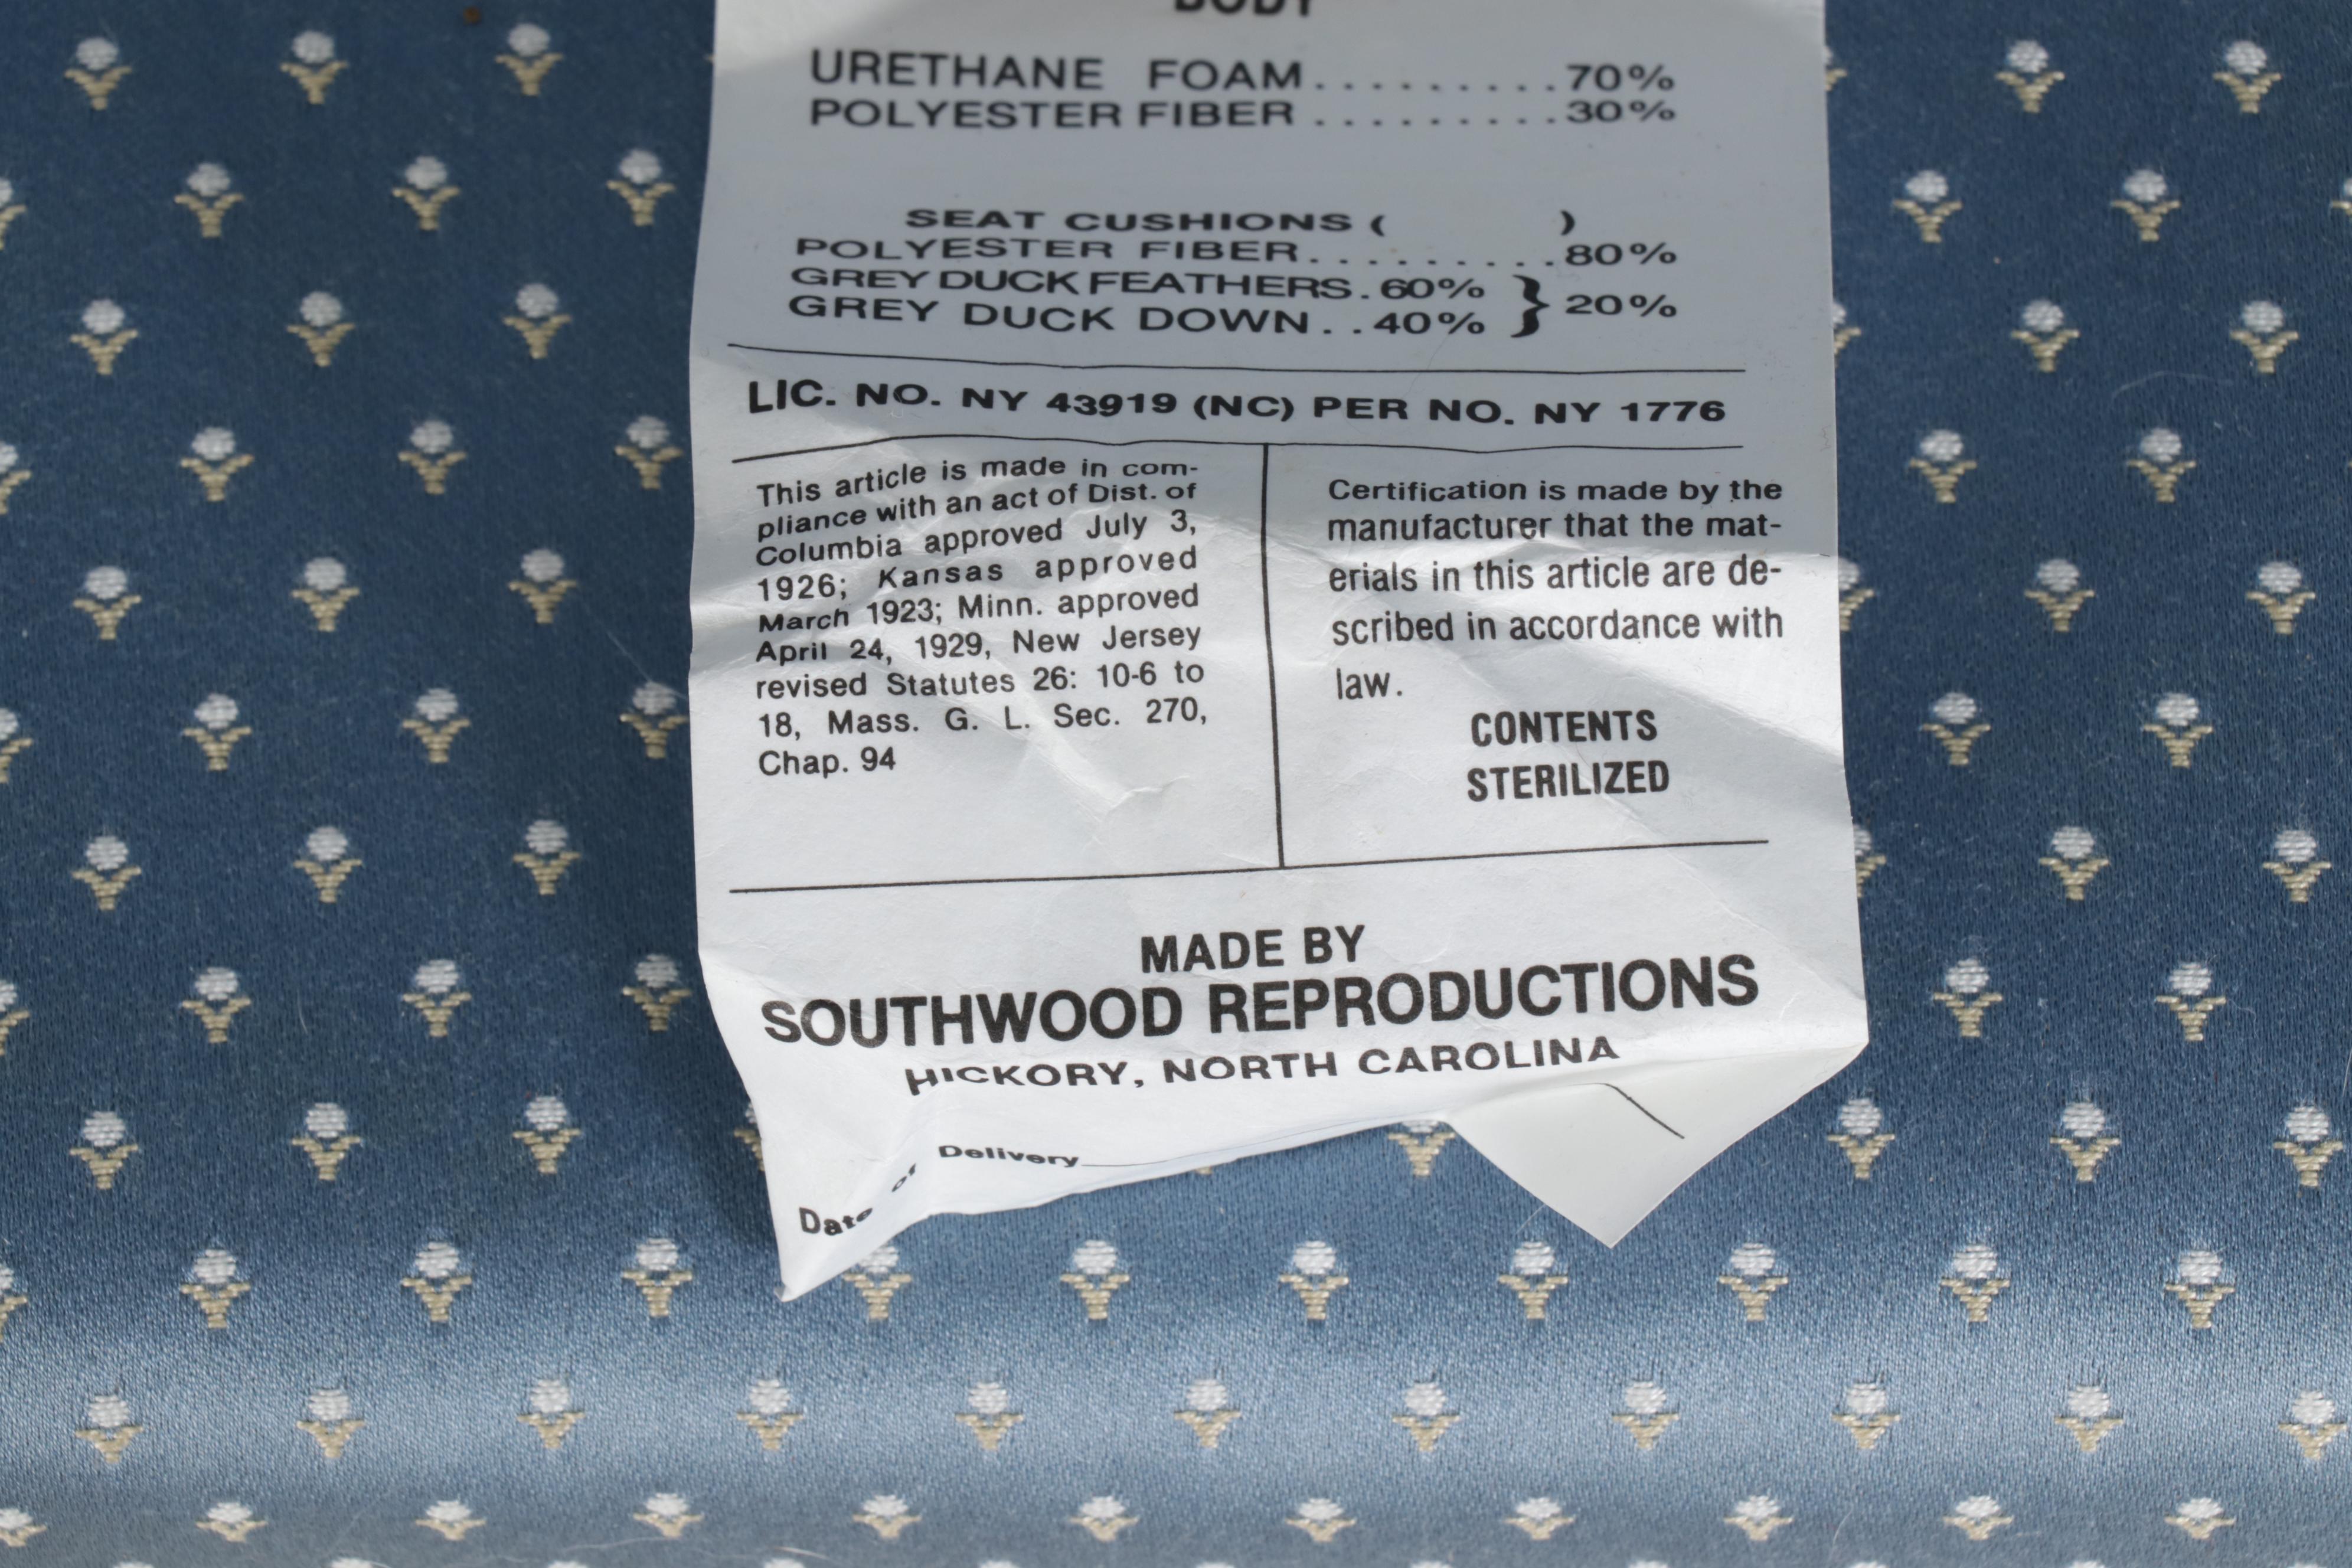 BODY
URETHANE FOAM.........70%
POLYESTER FIBER.........30%
SEAT CUSHIONS ( )
POLYESTER FIBER.........80%
GREY DUCK FEATHERS.60% } 20%
GREY DUCK DOWN..40%
LIC. NO. NY 43919 (NC) PER NO. NY 1776
This article is made in com-
pliance with an act of Dist. of
Columbia approved July 3,
1926; Kansas approved
March 1923; Minn. approved
April 24, 1929, New Jersey
revised Statutes 26: 10-6 to
18, Mass. G. L. Sec. 270,
Chap. 94
Certification is made by the
manufacturer that the mat-
erials in this article are de-
scribed in accordance with
law.
CONTENTS
STERILIZED
MADE BY
SOUTHWOOD REPRODUCTIONS
HICKORY, NORTH CAROLINA
Date of Delivery